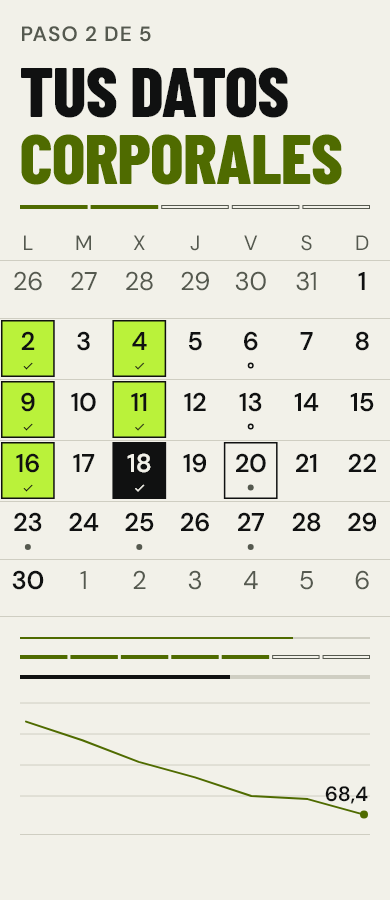 PASO 2 DE 5
TUS DATOS
CORPORALES
L M X J V S D
26 27 28 29 30 31 1
2 3 4 5 6 7 8
9 10 11 12 13 14 15
16 17 18 19 20 21 22
23 24 25 26 27 28 29
30 1 2 3 4 5 6
68,4